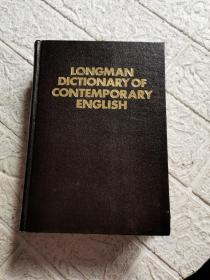 LONGMAN
DICTIONARY OF
CONTEMPORARY
ENGLISH